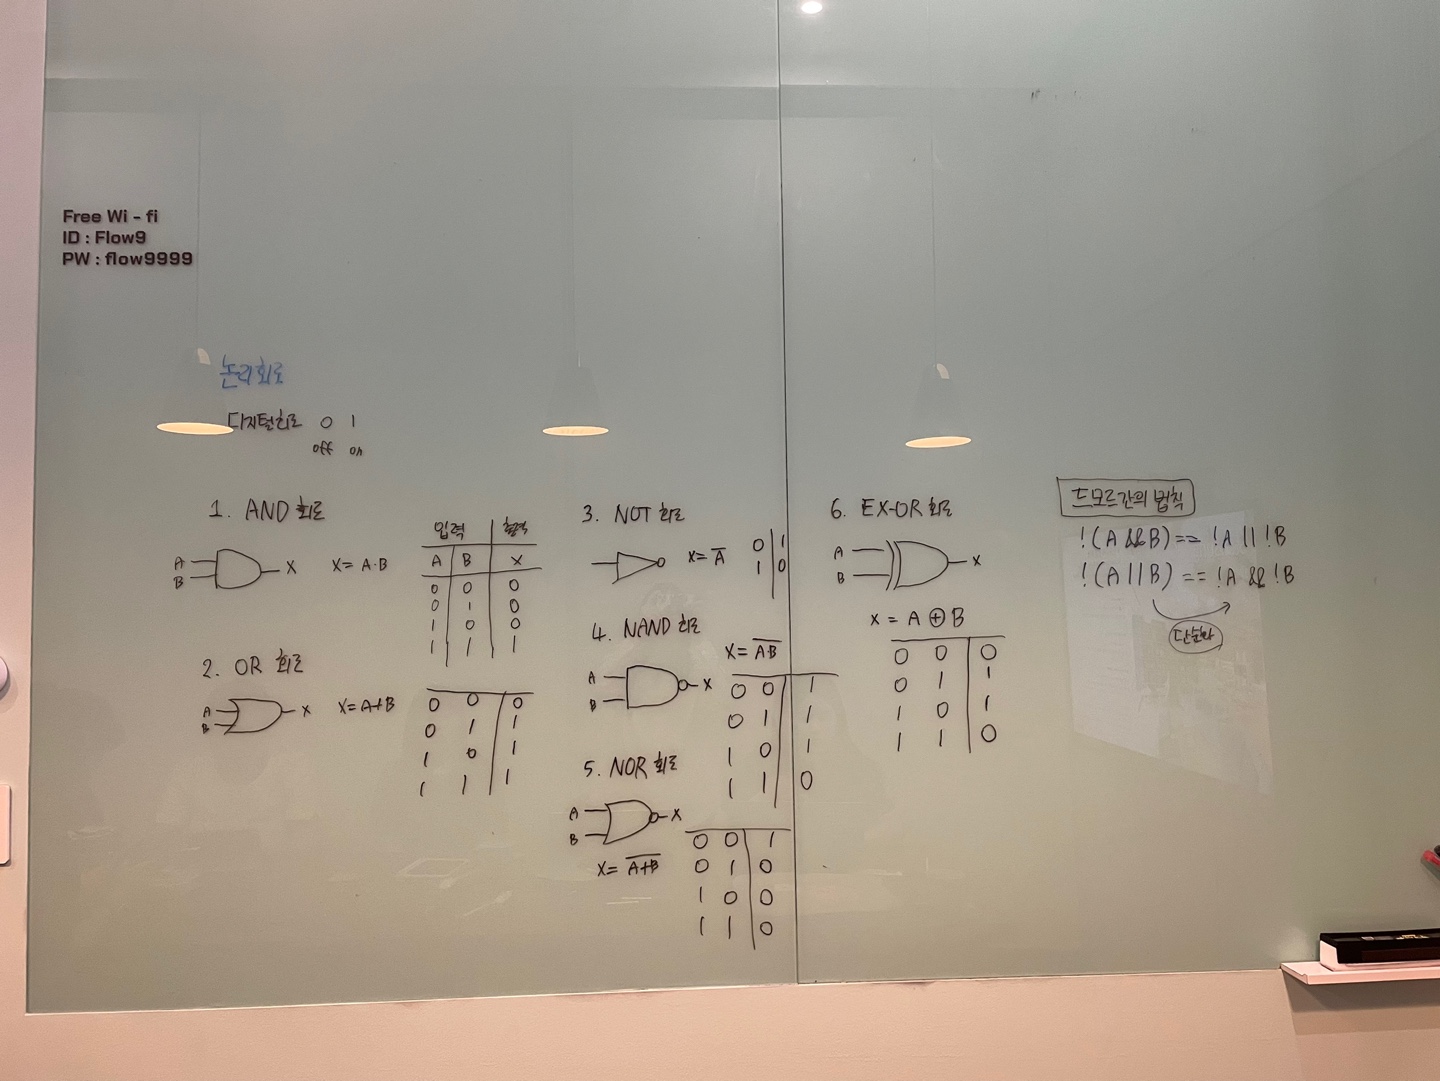 Free Wi-fi
ID : Flow9
PW : flow9999
논리회로
디지털회로 0 1
off on
1. AND 회로
A
B
X
X = A·B
입력 출력
A B X
0 0 0
0 1 0
1 0 0
1 1 1
2. OR 회로
A
B
X
X = A+B
0 0 0
0 1 1
1 0 1
1 1 1
3. NOT 회로
X = A̅
0 1
1 0
4. NAND 회로
A
B
X
X = A̅·̅B̅
0 0 1
0 1 1
1 0 1
1 1 0
5. NOR 회로
A
B
X
X = A̅+̅B̅
0 0 1
0 1 0
1 0 0
1 1 0
6. EX-OR 회로
A
B
X
X = A ⊕ B
0 0 0
0 1 1
1 0 1
1 1 0
드모르간의 법칙
!(A && B) == !A || !B
!(A || B) == !A && !B
단순화